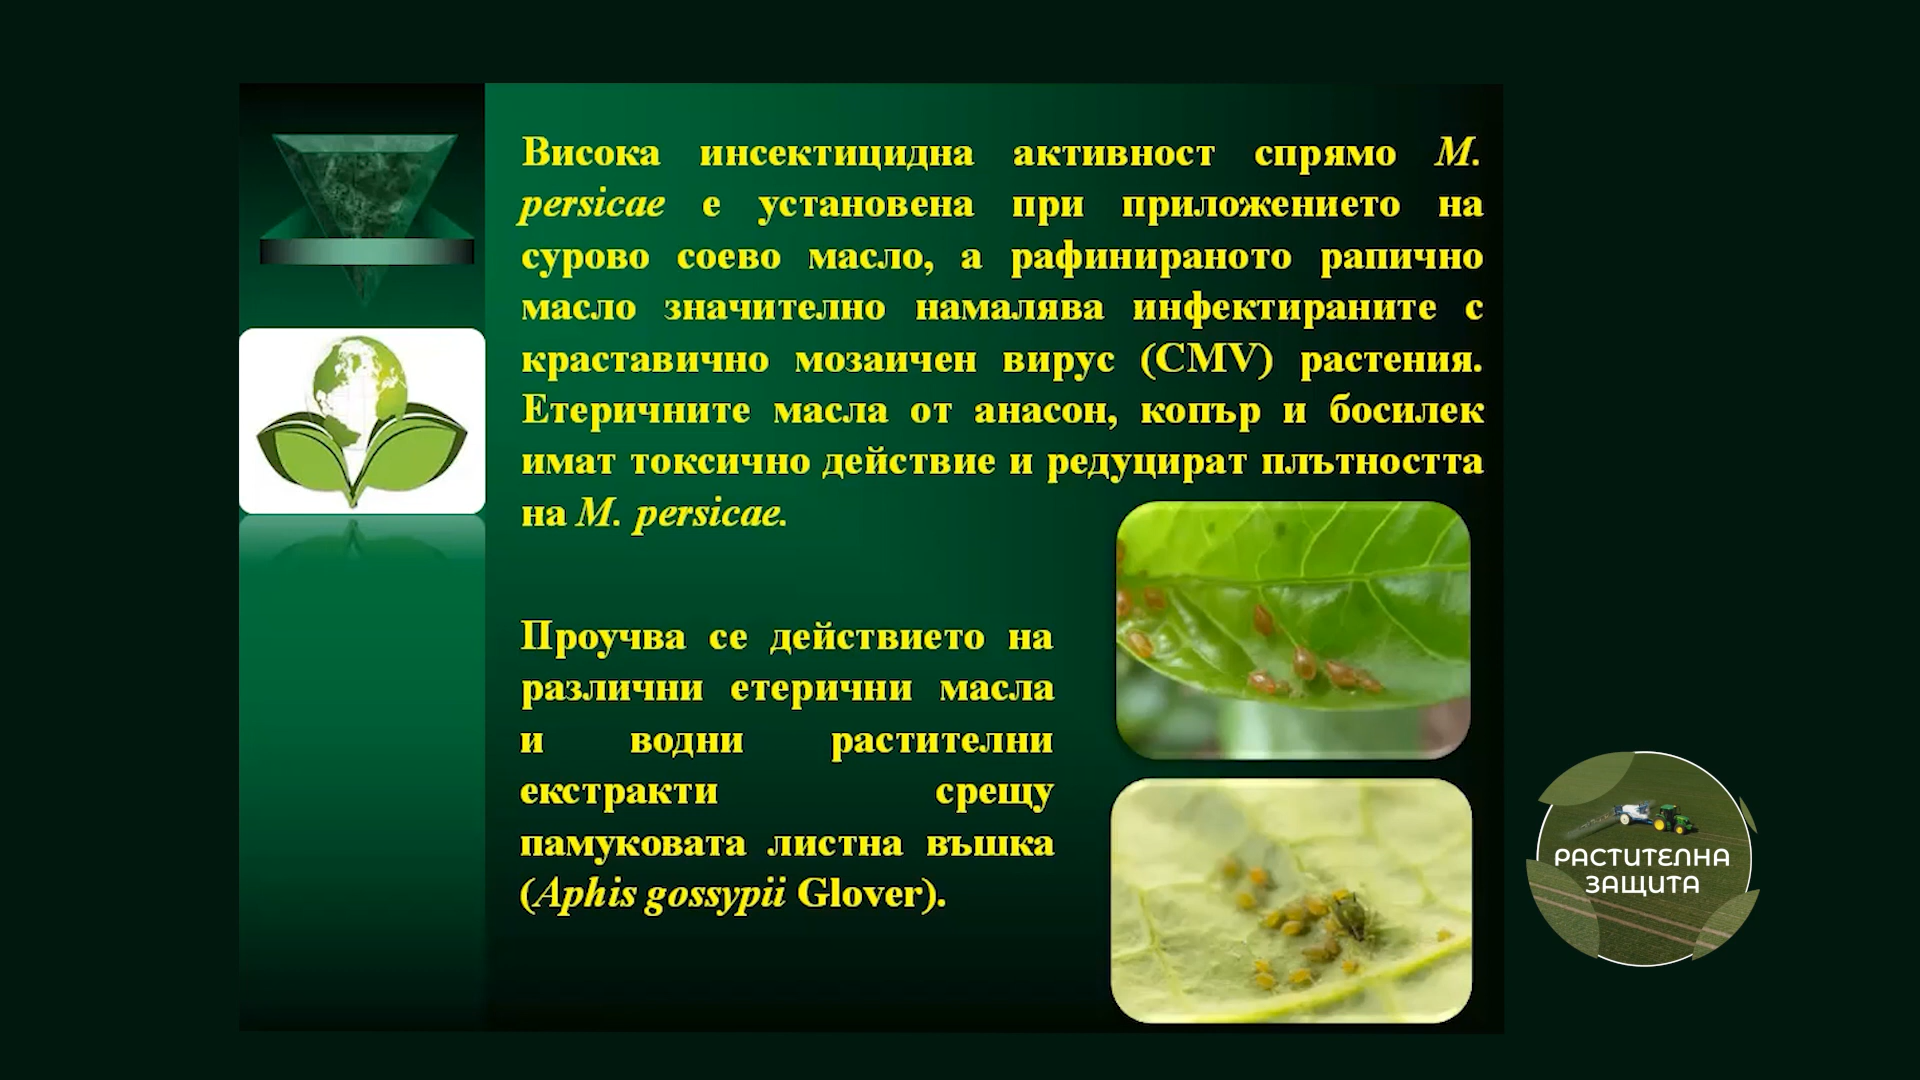 Висока инсектицидна активност спрямо M.
persicae е установена при приложението на
сурово соево масло, а рафинираното рапично
масло значително намалява инфектираните с
краставично мозаичен вирус (CMV) растения.
Етеричните масла от анасон, копър и босилек
имат токсично действие и редуцират плътността
на M. persicae.
Проучва се действието на
различни етерични масла
и водни растителни
екстракти срещу
памуковата листна въшка
(Aphis gossypii Glover).
РАСТИТЕЛНА
ЗАЩИТА